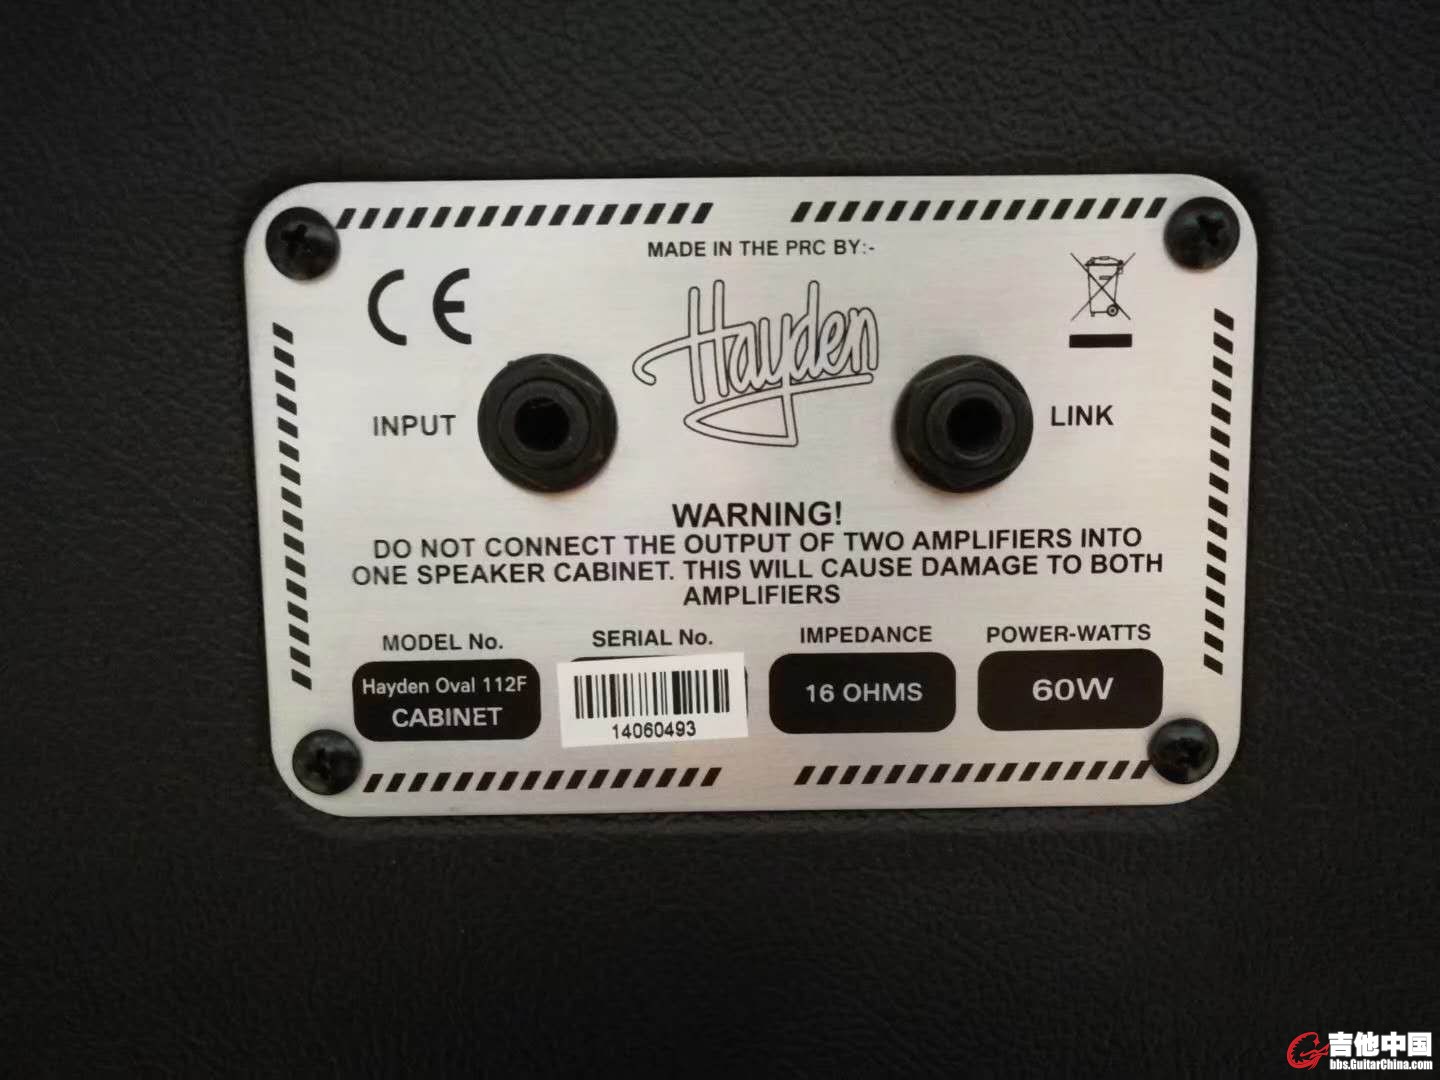 MADE IN THE PRC BY:-
CE
Hayden
INPUT
LINK
WARNING!
DO NOT CONNECT THE OUTPUT OF TWO AMPLIFIERS INTO
ONE SPEAKER CABINET. THIS WILL CAUSE DAMAGE TO BOTH
AMPLIFIERS
MODEL No. SERIAL No. IMPEDANCE POWER-WATTS
Hayden Oval 112F
CABINET
14060493
16 OHMS
60W
吉他中国
bbs.GuitarChina.com